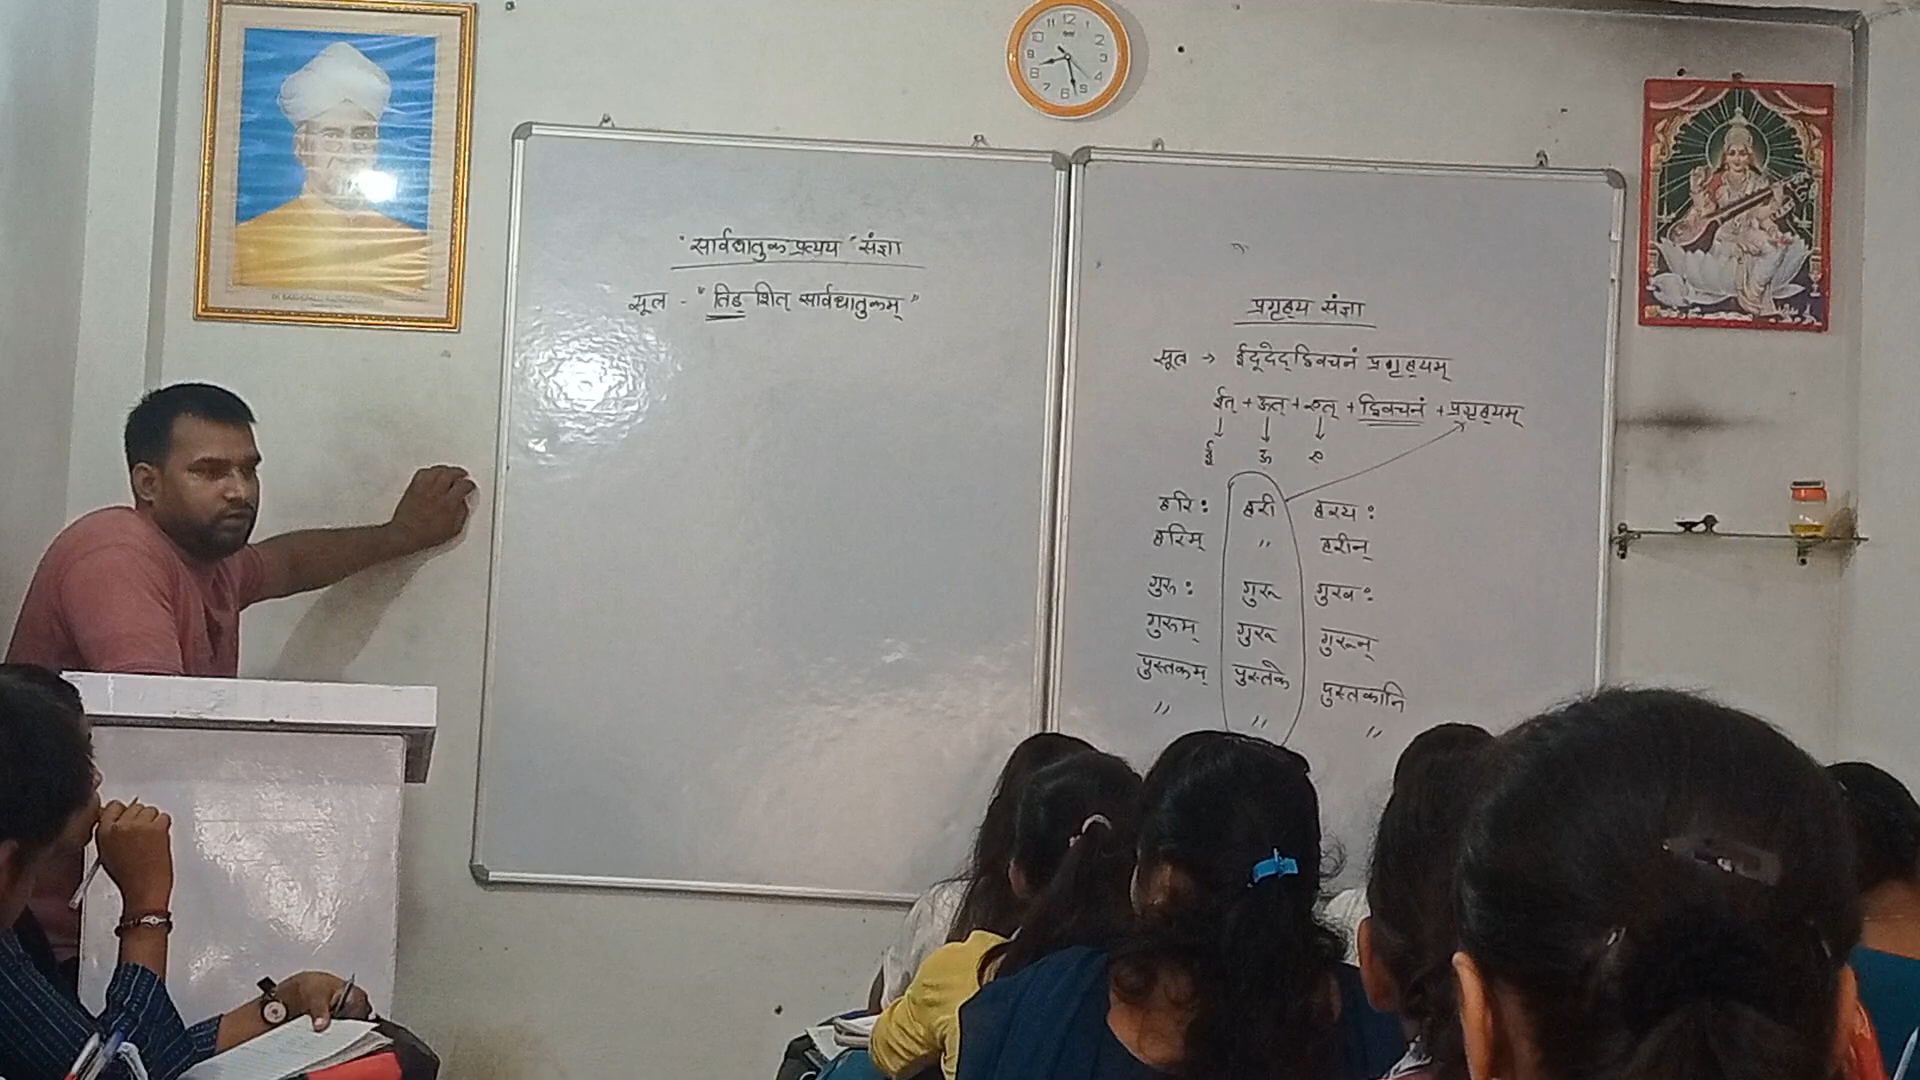 "सार्वधातुक प्रत्यय" संज्ञा
सूत्र - "तिङ् शित् सार्वधातुकम्"
प्रगृह्य संज्ञा
सूत्र → ईदूदेद् द्विवचनं प्रगृह्यम्
ईत् + ऊत् + एत् + द्विवचनं + प्रगृह्यम्
↓ ↓ ↓
ई ऊ ए
हरि: हरी हरय:
हरिम् " हरीन्
गुरु: गुरू गुरव:
गुरुम् गुरू गुरून्
पुस्तकम् पुस्तके पुस्तकानि
" " "